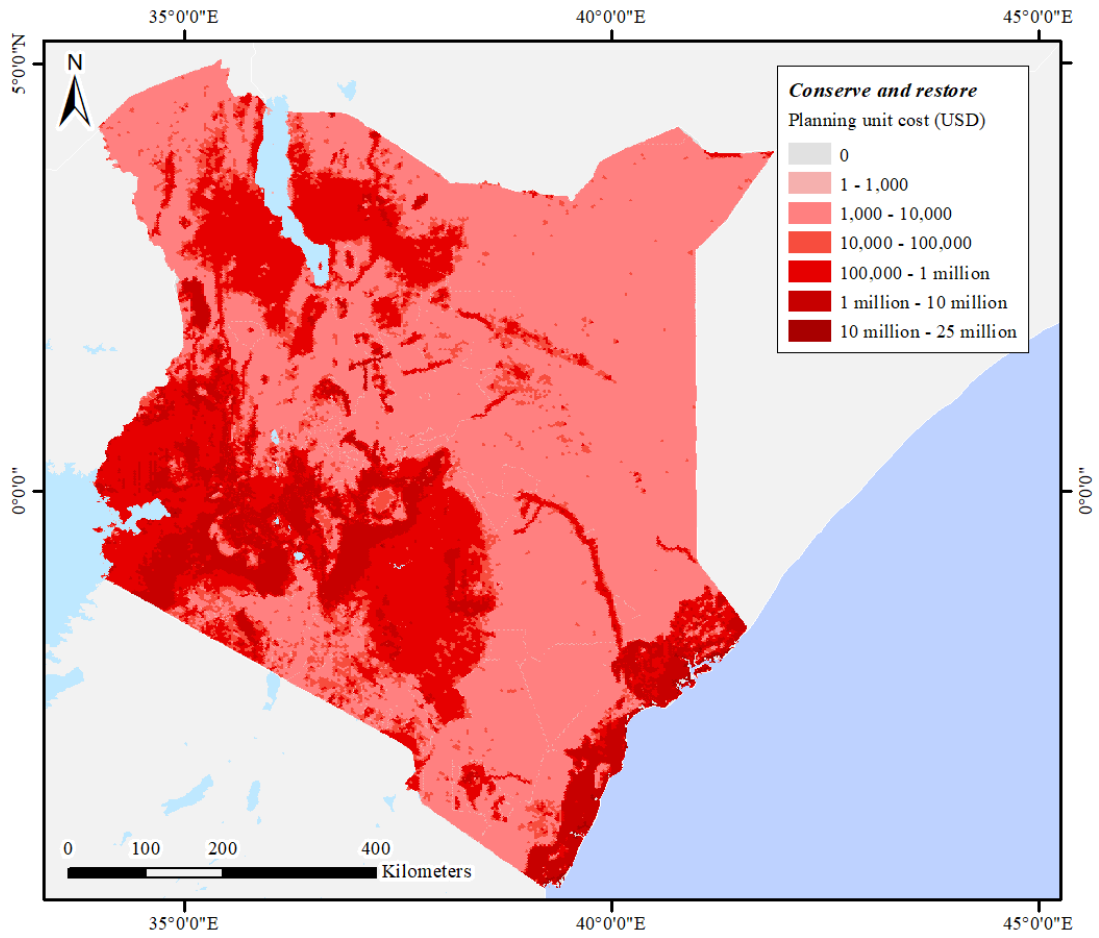 35°0'0"E 40°0'0"E 45°0'0"E
5°0'0"N
N
Conserve and restore
Planning unit cost (USD)
0
1 - 1,000
1,000 - 10,000
10,000 - 100,000
100,000 - 1 million
1 million - 10 million
10 million - 25 million
0°0'0" 0°0'0"
0 100 200 400
Kilometers
35°0'0"E 40°0'0"E 45°0'0"E